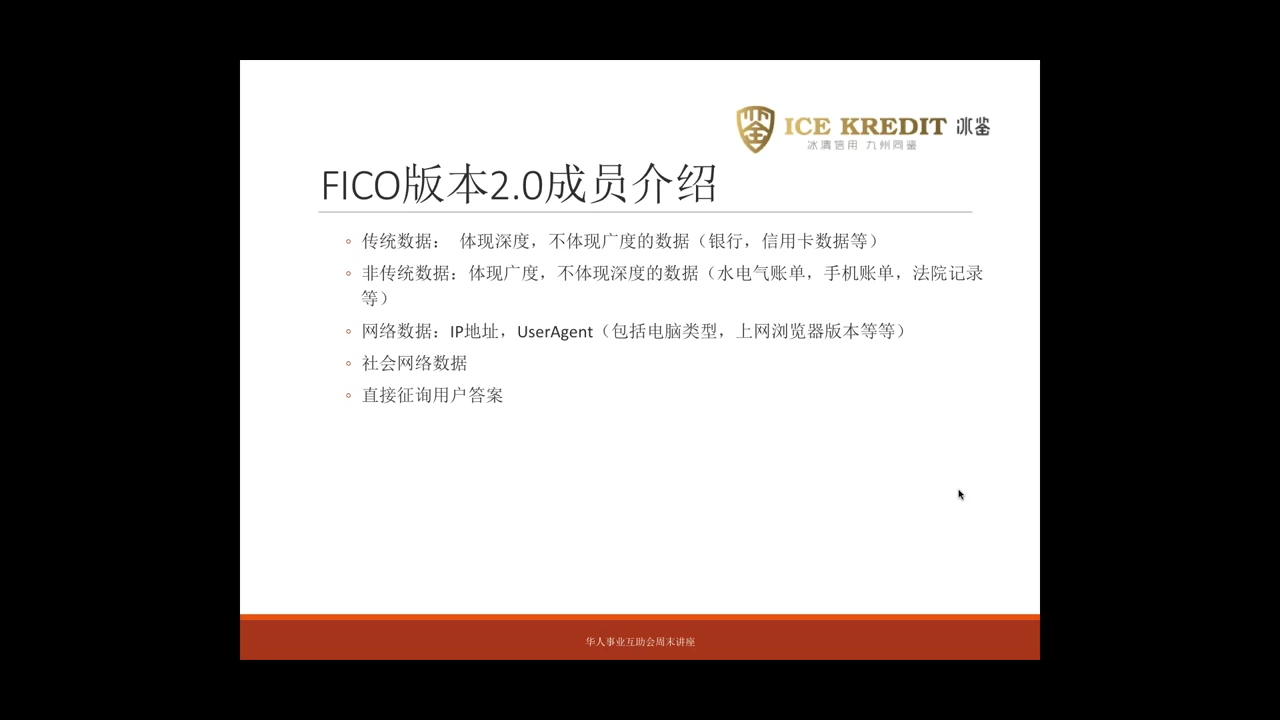 ICE KREDIT 冰鉴
冰清信用 九州同鉴
FICO版本2.0成员介绍
传统数据： 体现深度，不体现广度的数据（银行，信用卡数据等）
非传统数据：体现广度，不体现深度的数据（水电气账单，手机账单，法院记录
等）
网络数据：IP地址，UserAgent（包括电脑类型，上网浏览器版本等等）
社会网络数据
直接征询用户答案
华人事业互助会周末讲座